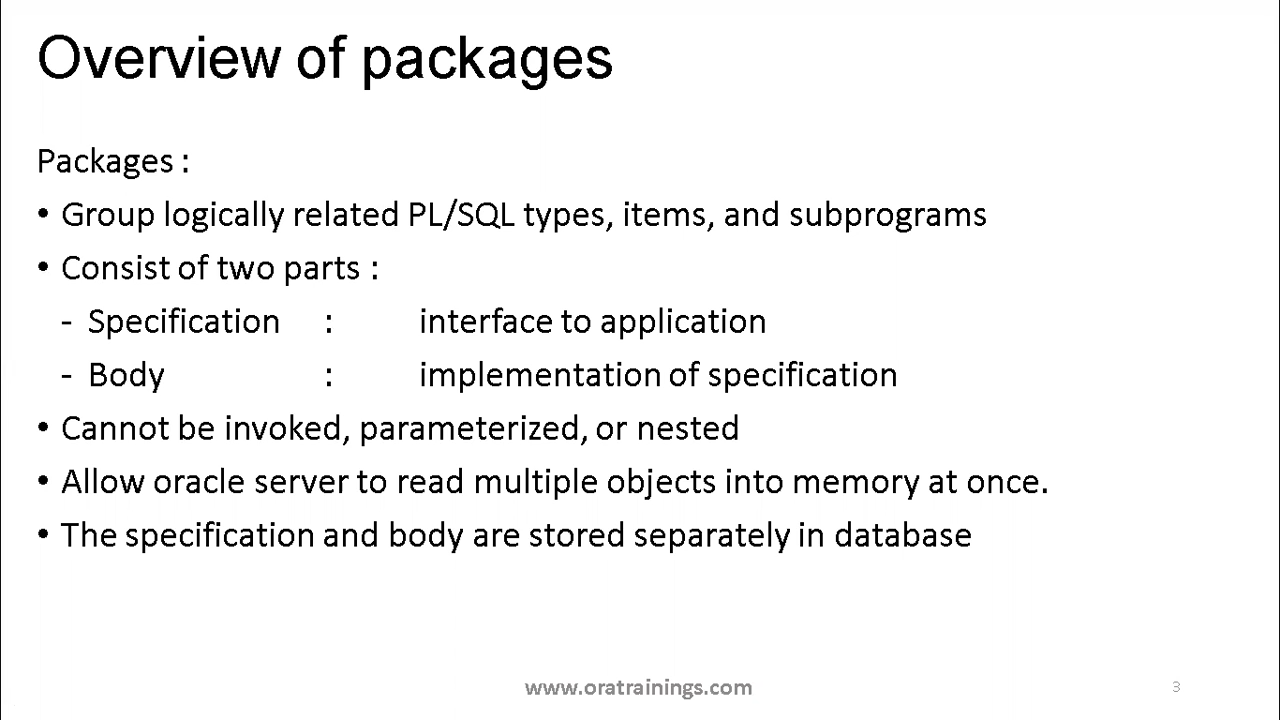 Overview of packages
Packages :
• Group logically related PL/SQL types, items, and subprograms
• Consist of two parts :
- Specification : interface to application
- Body : implementation of specification
• Cannot be invoked, parameterized, or nested
• Allow oracle server to read multiple objects into memory at once.
• The specification and body are stored separately in database
www.oratrainings.com
3